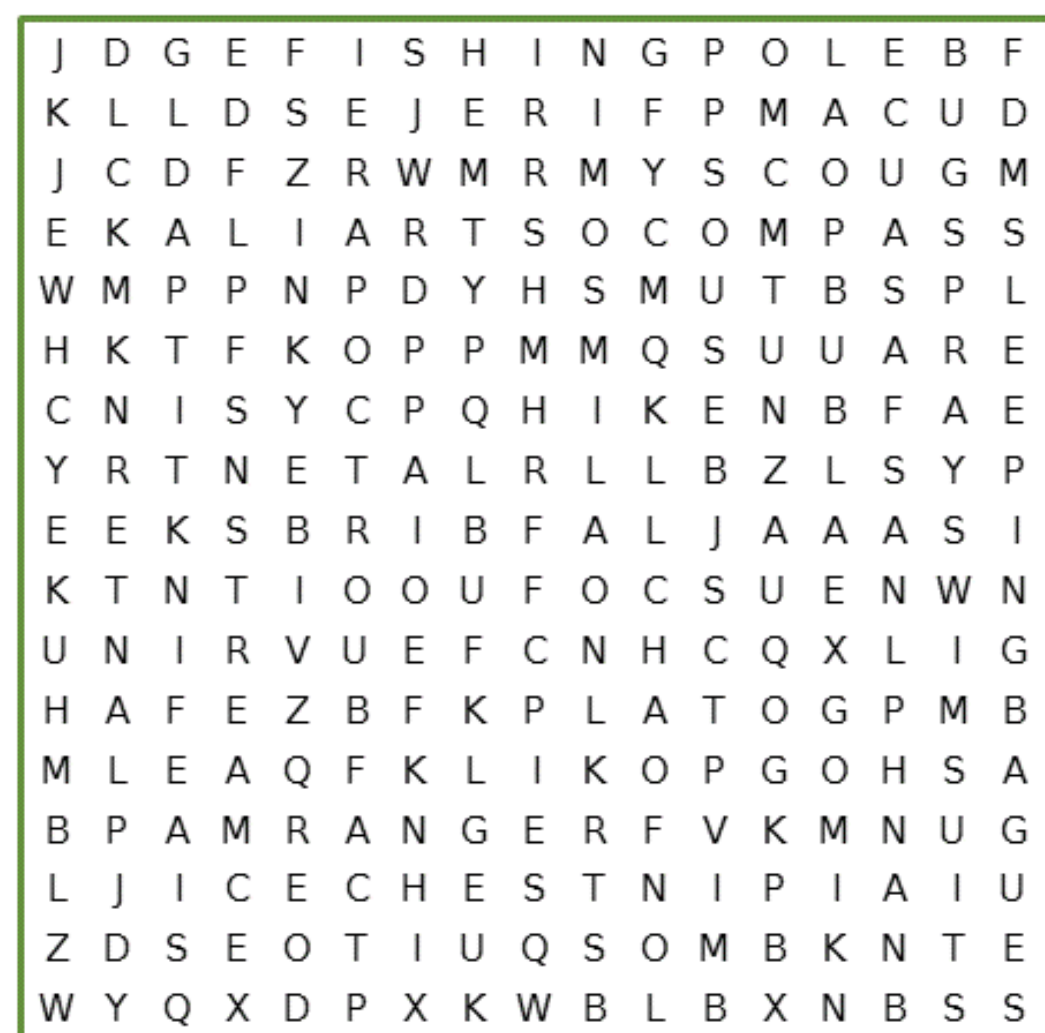 J D G E F I S H I N G P O L E B F
K L L D S E J E R I F P M A C U D
J C D F Z R W M R M Y S C O U G M
E K A L I A R T S O C O M P A S S
W M P P N P D Y H S M U T B S P L
H K T F K O P P M M Q S U U A R E
C N I S Y C P Q H I K E N B F A E
Y R T N E T A L R L L B Z L S Y P
E E K S B R I B F A L J A A A S I
K T N T I O O U F O C S U E N W N
U N I R V U E F C N H C Q X L I G
H A F E Z B F K P L A T O G P M B
M L E A Q F K L I K O P G O H S A
B P A M R A N G E R F V K M N U G
L J I C E C H E S T N I P I A I U
Z D S E O T I U Q S O M B K N T E
W Y Q X D P X K W B L B X N B S S